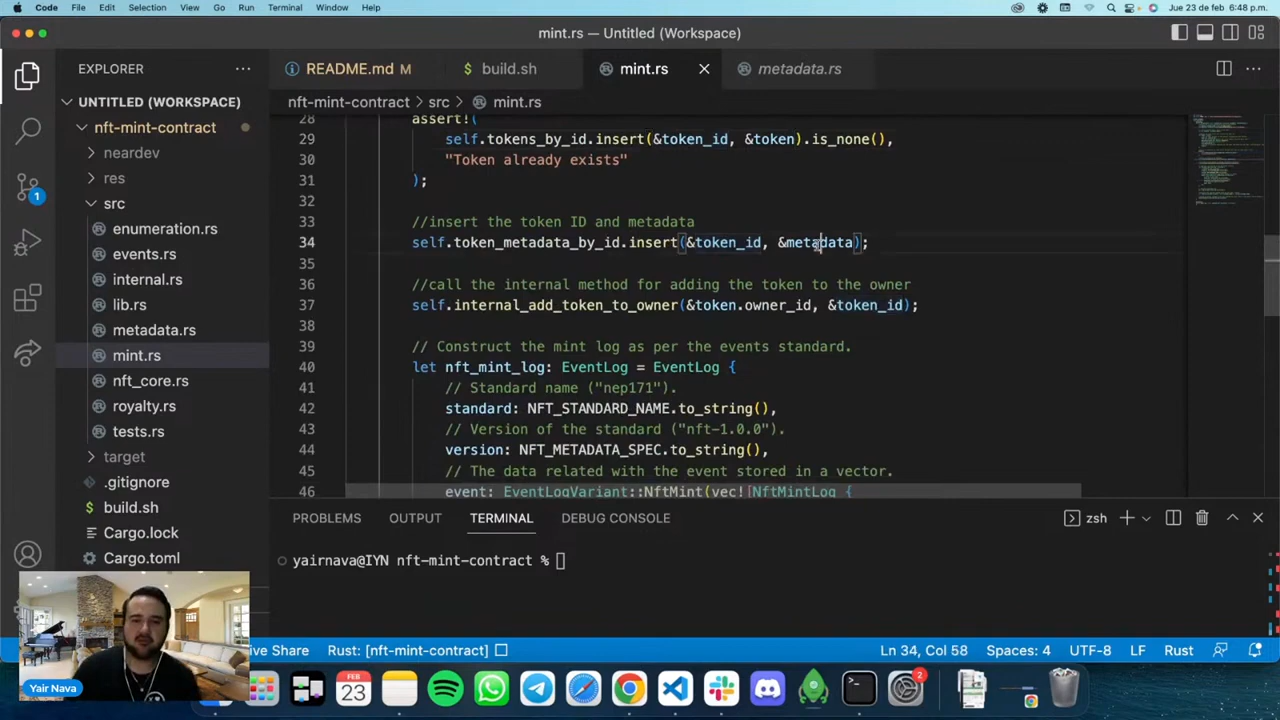 Code File Edit Selection View Go Run Terminal Window Help Jue 23 de feb 6:48 p.m.
mint.rs — Untitled (Workspace)
EXPLORER ···
README.md M
build.sh
mint.rs
metadata.rs
nft-mint-contract > src > mint.rs
UNTITLED (WORKSPACE)
nft-mint-contract
neardev
res
src
enumeration.rs
events.rs
internal.rs
lib.rs
metadata.rs
mint.rs
nft_core.rs
royalty.rs
tests.rs
target
.gitignore
build.sh
Cargo.lock
Cargo.toml
1
28 assert!(
29 self.tokens_by_id.insert(&token_id, &token).is_none(),
30 "Token already exists"
31 );
32
33 //insert the token ID and metadata
34 self.token_metadata_by_id.insert(&token_id, &metadata);
35
36 //call the internal method for adding the token to the owner
37 self.internal_add_token_to_owner(&token.owner_id, &token_id);
38
39 // Construct the mint log as per the events standard.
40 let nft_mint_log: EventLog = EventLog {
41 // Standard name ("nep171").
42 standard: NFT_STANDARD_NAME.to_string(),
43 // Version of the standard ("nft-1.0.0").
44 version: NFT_METADATA_SPEC.to_string(),
45 // The data related with the event stored in a vector.
46 event: EventLogVariant::NftMint(vec![NftMintLog {
PROBLEMS OUTPUT TERMINAL DEBUG CONSOLE zsh
yairnava@IYN nft-mint-contract %
Yair Nava
ive Share Rust: [nft-mint-contract] Ln 34, Col 58 Spaces: 4 UTF-8 LF Rust
FEB
23
2